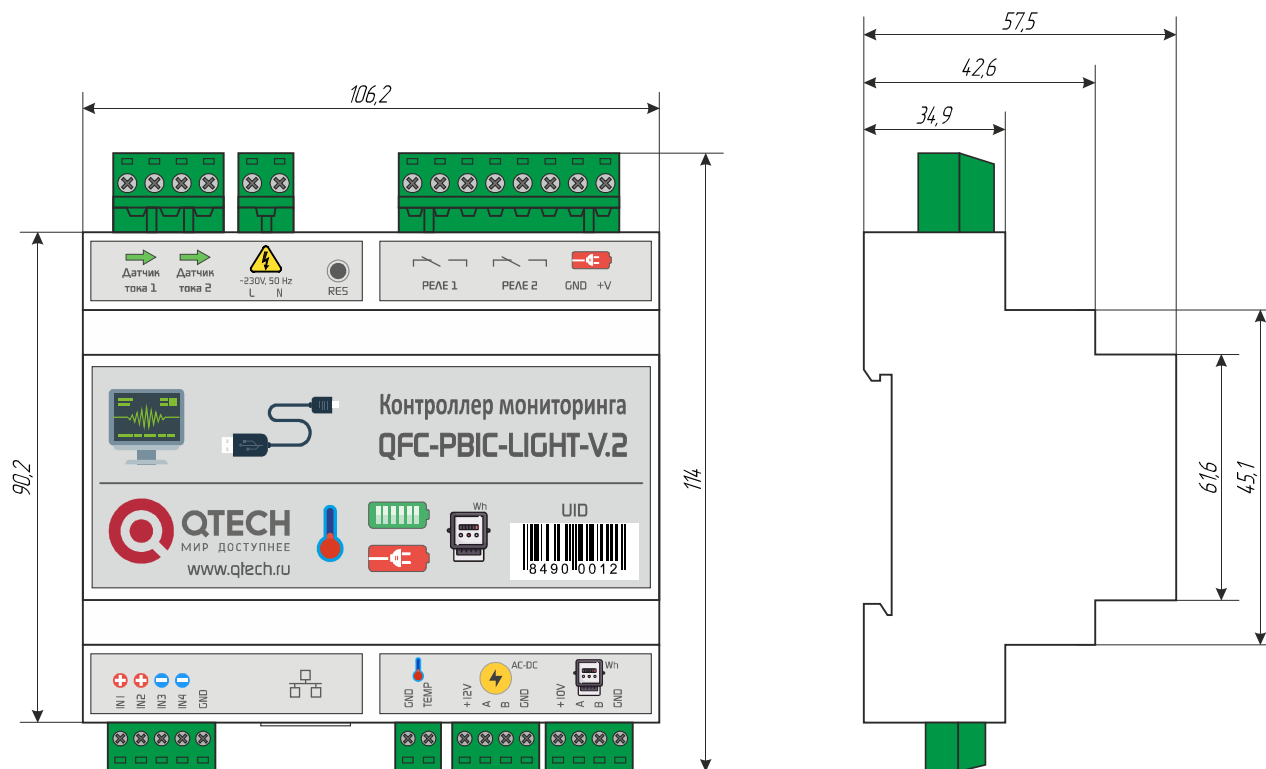 57,5
42,6
106,2
34,9
Датчик тока 1
Датчик тока 2
~230V, 50 Hz
L N
RES
РЕЛЕ 1
РЕЛЕ 2
GND +V
Контроллер мониторинга
QFC-PBIC-LIGHT-V.2
90,2
114
61,6
45,1
QTECH
МИР ДОСТУПНЕЕ
www.qtech.ru
Wh
UID
8490 0012
IN1
IN2
IN3
IN4
GND
GND
TEMP
+12V
A
B
GND
AC-DC
+10V
A
B
GND
Wh